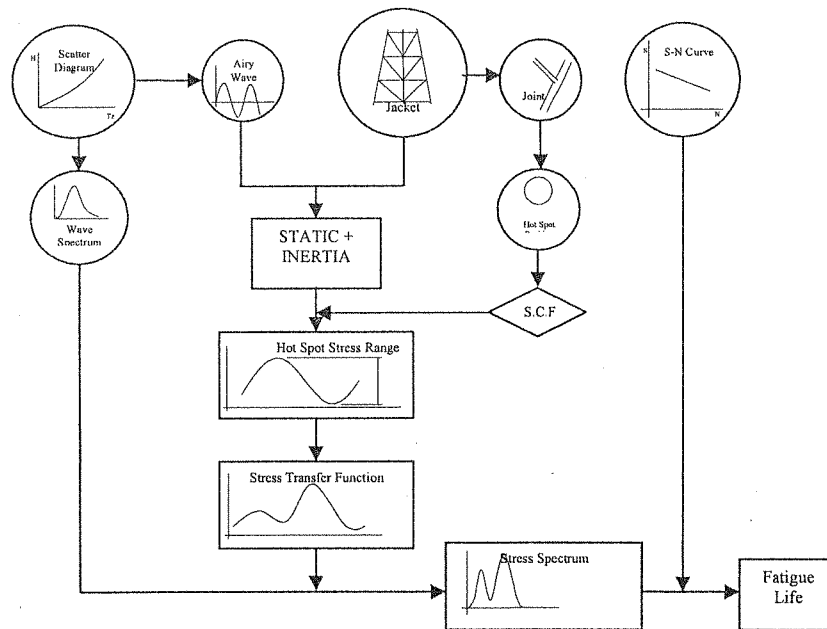 Scatter
Diagram
H
Tz
Airy
Wave
Jacket
Joint
S-N Curve
S
N
Wave
Spectrum
Hot Spot
STATIC +
INERTIA
S.C.F
Hot Spot Stress Range
Stress Transfer Function
Stress Spectrum
Fatigue
Life